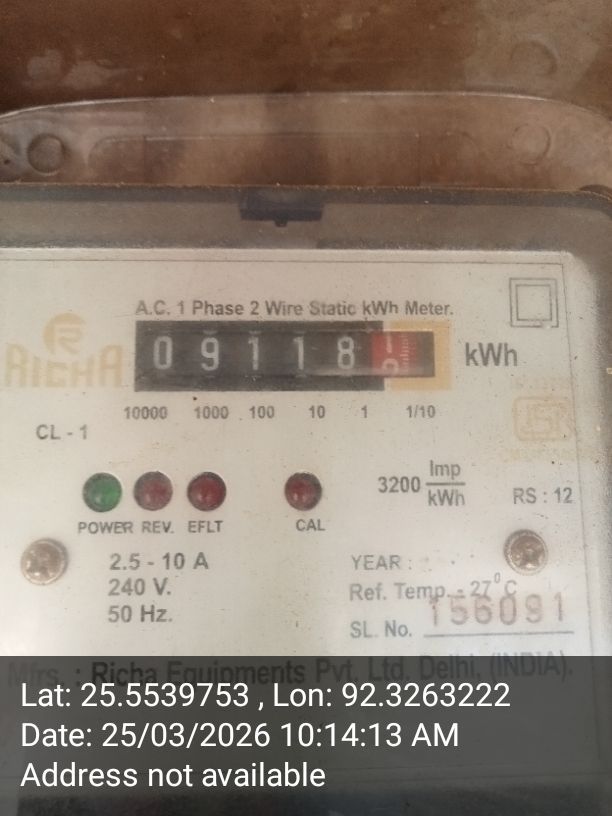 A.C. 1 Phase 2 Wire Static kWh Meter.
RICHA
0 9 1 1 8
kWh
10000 1000 100 10 1 1/10
CL - 1
3200 Imp/kWh
RS : 12
POWER REV. EFLT CAL
2.5 - 10 A
240 V.
50 Hz.
YEAR :
Ref. Temp. - 27°C
SL. No. 156091
Mfrs. : Richa Equipments Pvt. Ltd. Delhi, (INDIA).
Lat: 25.5539753 , Lon: 92.3263222
Date: 25/03/2026 10:14:13 AM
Address not available